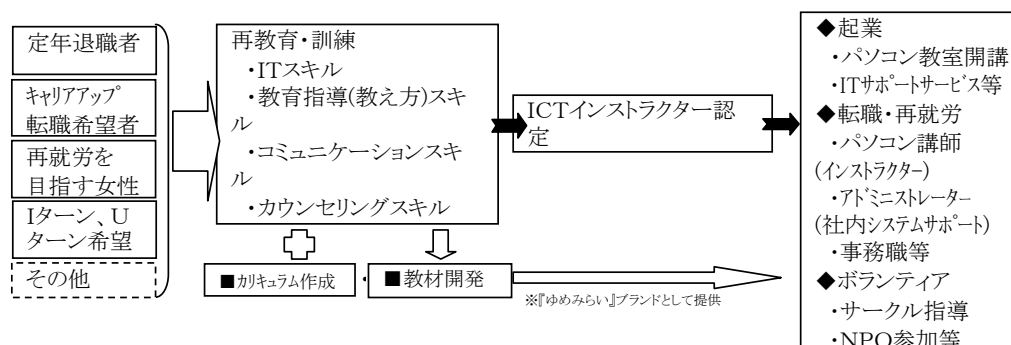 定年退職者
キャリアアップ
転職希望者
再就労を
目指す女性
Iターン、U
ターン希望
その他
再教育・訓練
・ITスキル
・教育指導(教え方)スキ
ル
・コミュニケーションスキ
ル
・カウンセリングスキル
■カリキュラム作成
・
■教材開発
※『ゆめみらい』ブランドとして提供
ICTインストラクター認
定
◆起業
・パソコン教室開講
・ITサポートサービス等
◆転職・再就労
・パソコン講師
(インストラクター)
・アドミニストレーター
(社内システムサポート)
・事務職等
◆ボランティア
・サークル指導
・NPO参加等